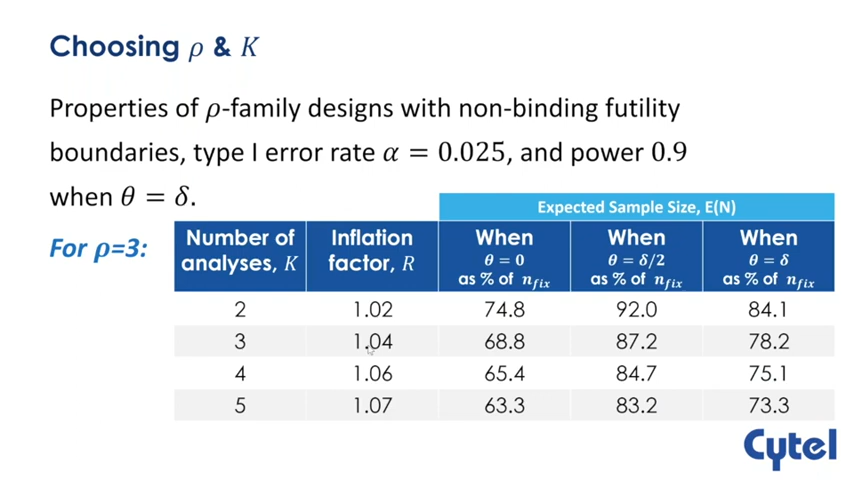 Choosing ρ & K
Properties of ρ-family designs with non-binding futility
boundaries, type I error rate α = 0.025, and power 0.9
when θ = δ.
For ρ=3:
Expected Sample Size, E(N)
Number of analyses, K | Inflation factor, R | When θ = 0 as % of n_fix | When θ = δ/2 as % of n_fix | When θ = δ as % of n_fix
2 | 1.02 | 74.8 | 92.0 | 84.1
3 | 1.04 | 68.8 | 87.2 | 78.2
4 | 1.06 | 65.4 | 84.7 | 75.1
5 | 1.07 | 63.3 | 83.2 | 73.3
Cytel